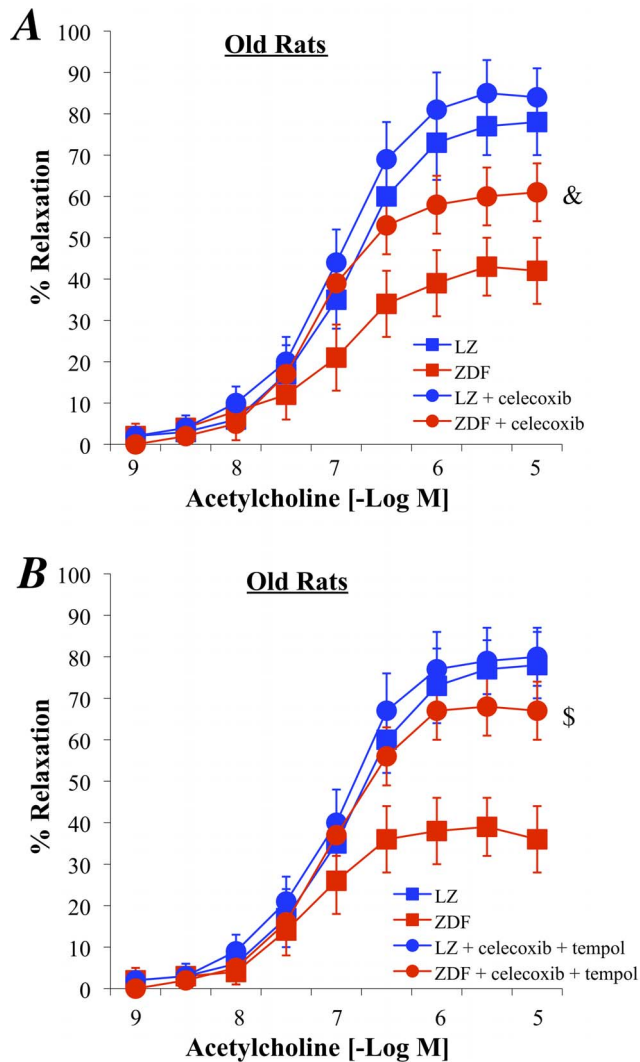 A
Old Rats
100
90
80
70
60
50
40
30
20
10
0
% Relaxation
&
LZ
ZDF
LZ + celecoxib
ZDF + celecoxib
9 8 7 6 5
Acetylcholine [-Log M]
B
Old Rats
100
90
80
70
60
50
40
30
20
10
0
% Relaxation
$
LZ
ZDF
LZ + celecoxib + tempol
ZDF + celecoxib + tempol
9 8 7 6 5
Acetylcholine [-Log M]